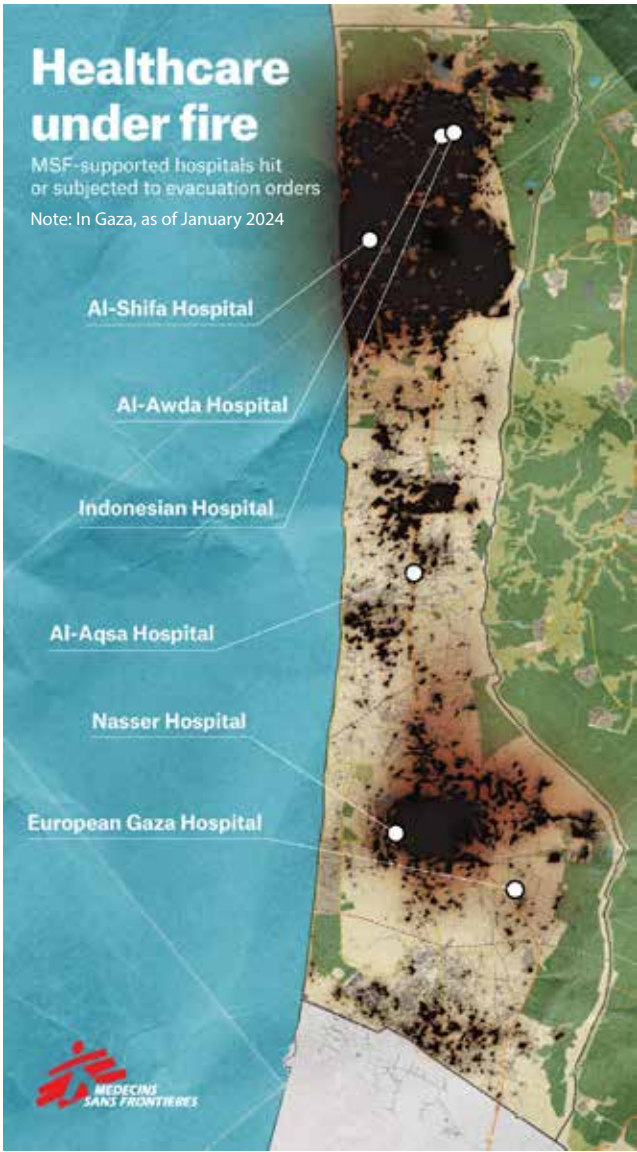 Healthcare
under fire
MSF-supported hospitals hit
or subjected to evacuation orders
Note: In Gaza, as of January 2024
Al-Shifa Hospital
Al-Awda Hospital
Indonesian Hospital
Al-Aqsa Hospital
Nasser Hospital
European Gaza Hospital
MEDECINS
SANS FRONTIERES